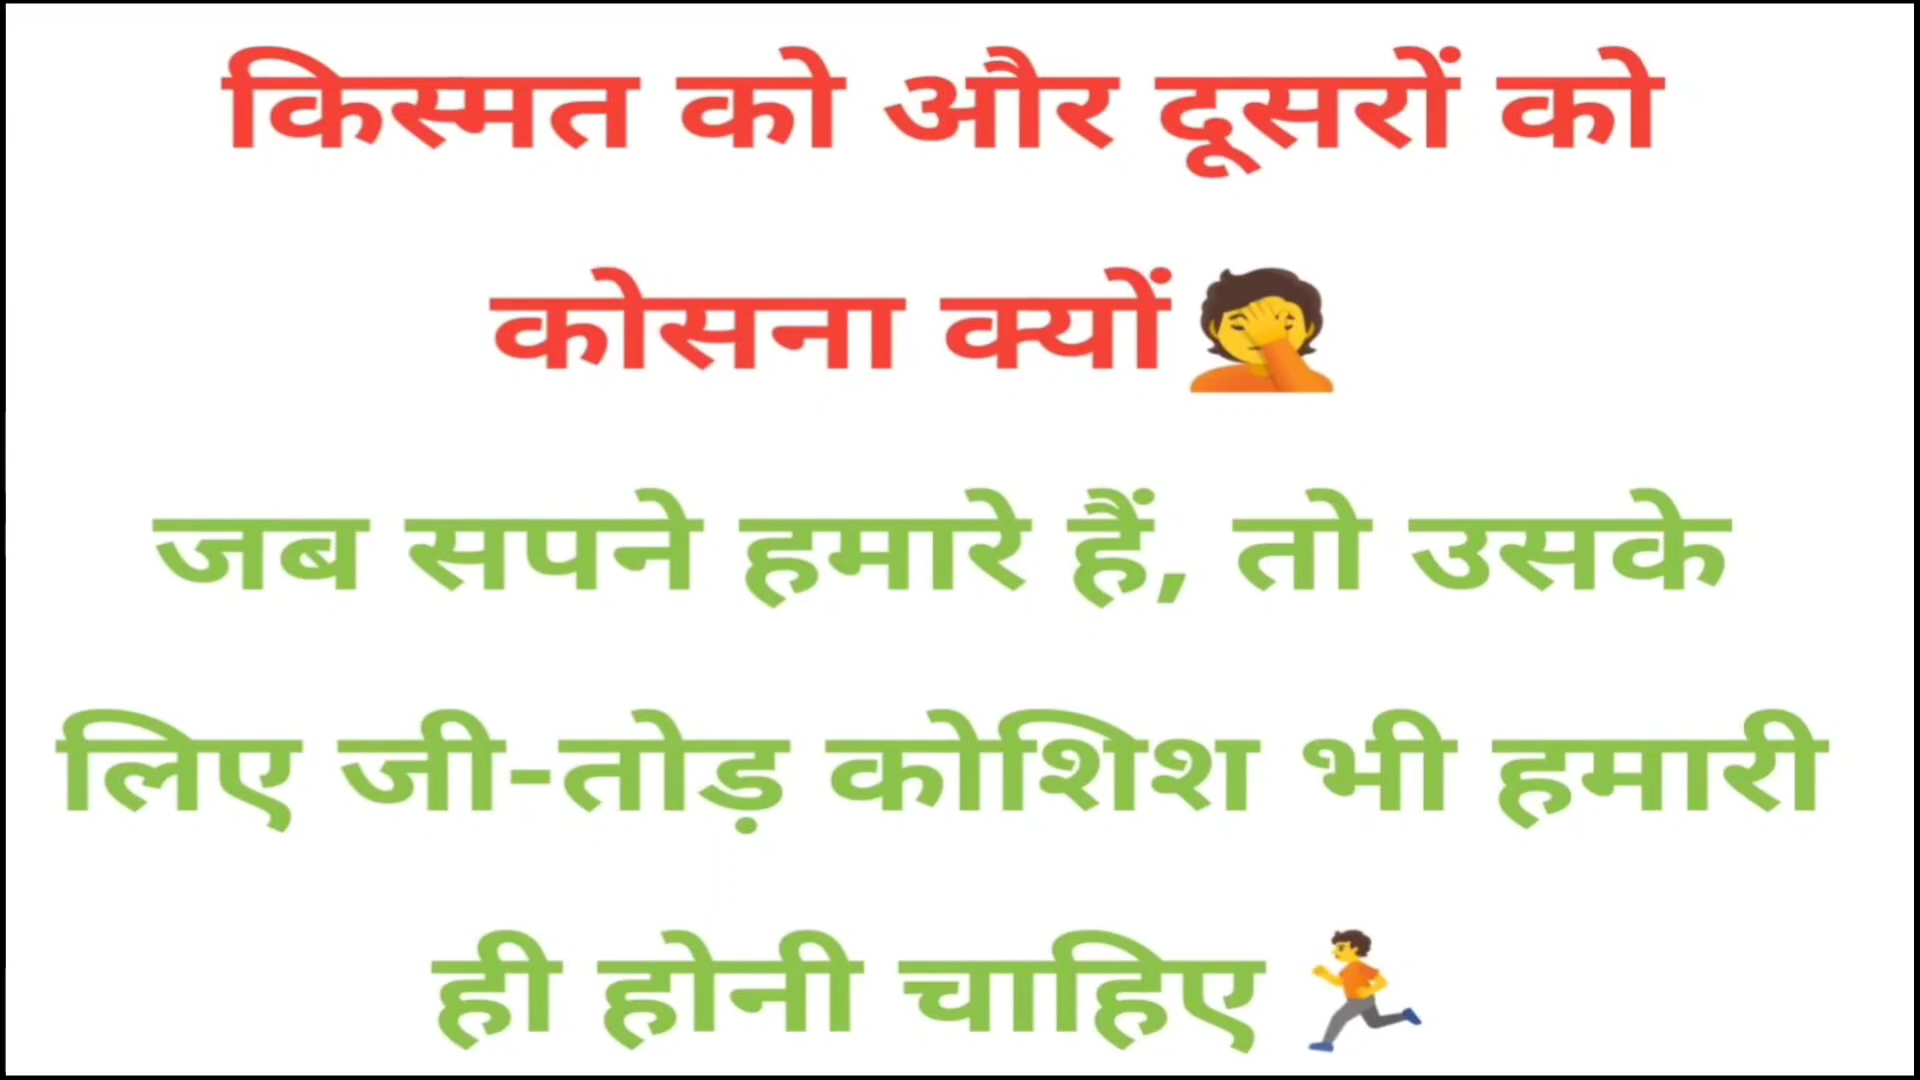 किस्मत को और दूसरों को
कोसना क्यों🤦
जब सपने हमारे हैं, तो उसके
लिए जी-तोड़ कोशिश भी हमारी
ही होनी चाहिए 🏃